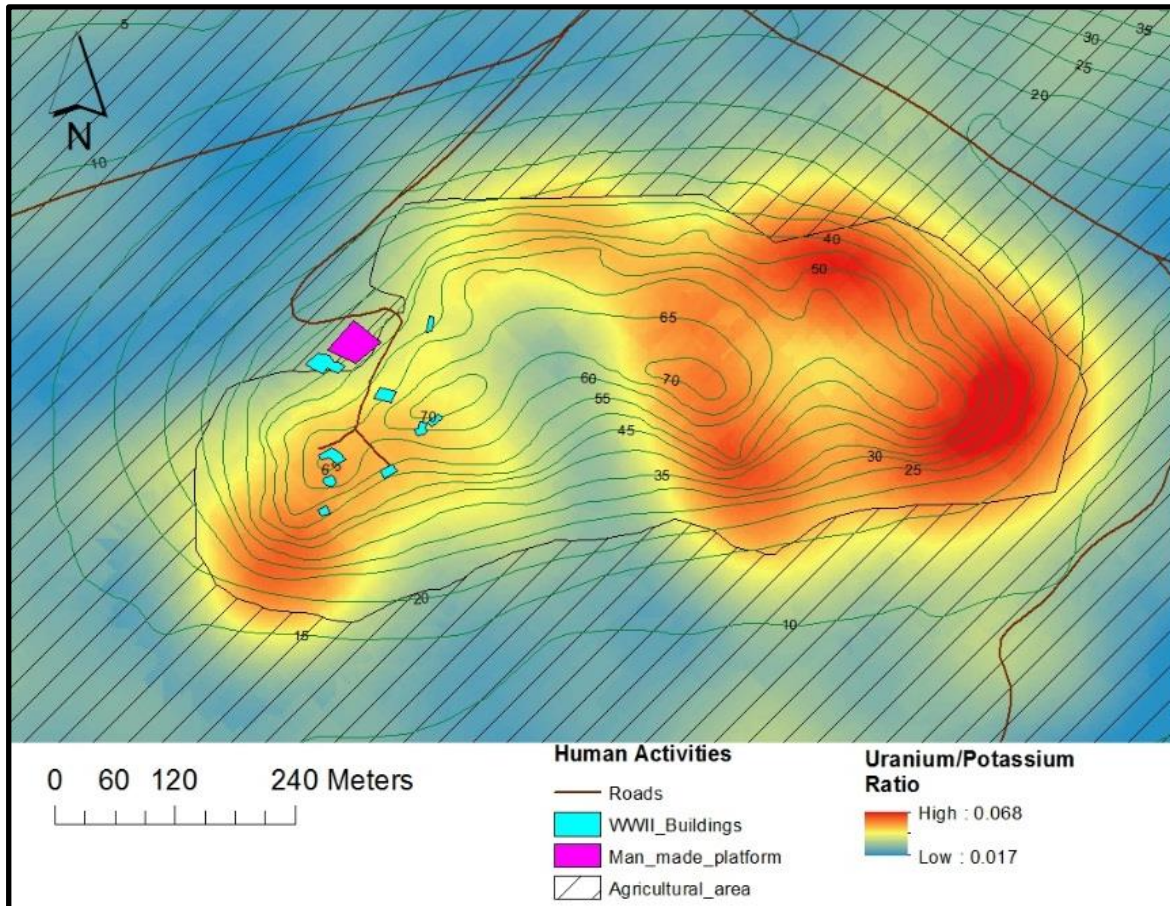 5
35
30
25
20
10
N
40
50
65
70
60
55
70
45
65
35
30
25
20
15
10
0 60 120 240 Meters
Human Activities
Roads
WWII_Buildings
Man_made_platform
Agricultural_area
Uranium/Potassium
Ratio
High : 0.068
Low : 0.017